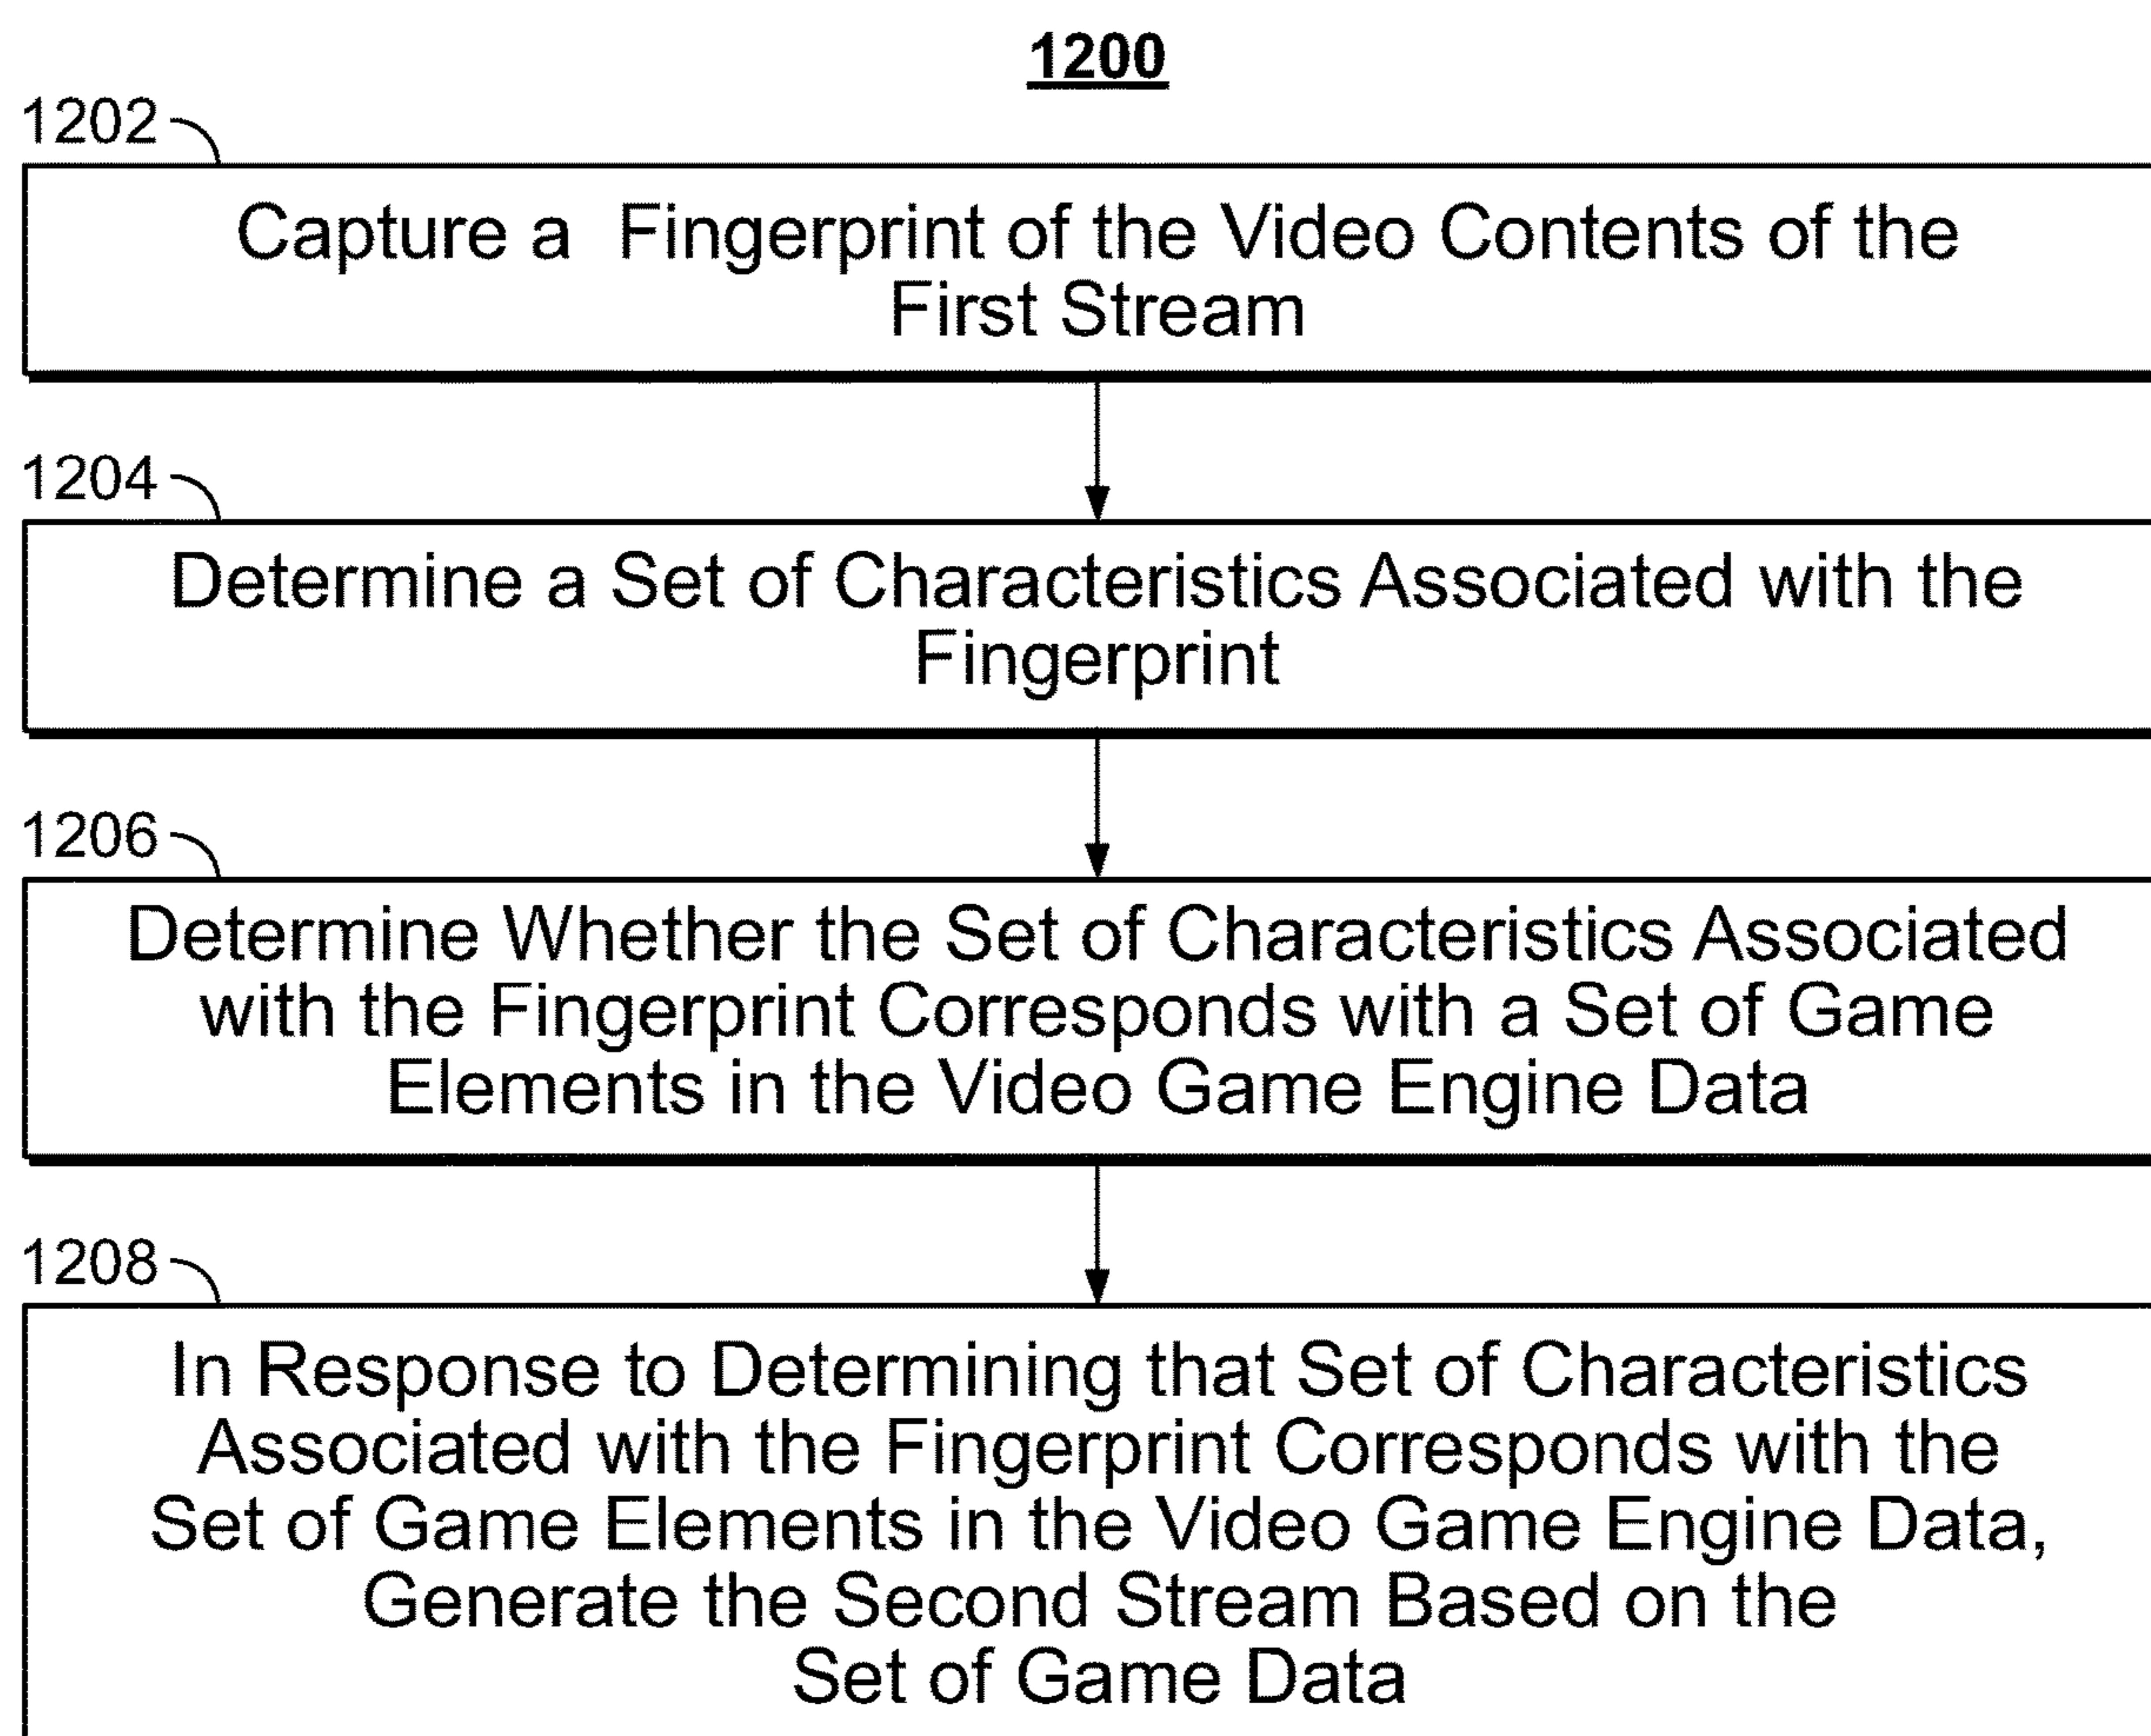 1200
1202
Capture a Fingerprint of the Video Contents of the
First Stream
1204
Determine a Set of Characteristics Associated with the
Fingerprint
1206
Determine Whether the Set of Characteristics Associated
with the Fingerprint Corresponds with a Set of Game
Elements in the Video Game Engine Data
1208
In Response to Determining that Set of Characteristics
Associated with the Fingerprint Corresponds with the
Set of Game Elements in the Video Game Engine Data,
Generate the Second Stream Based on the
Set of Game Data